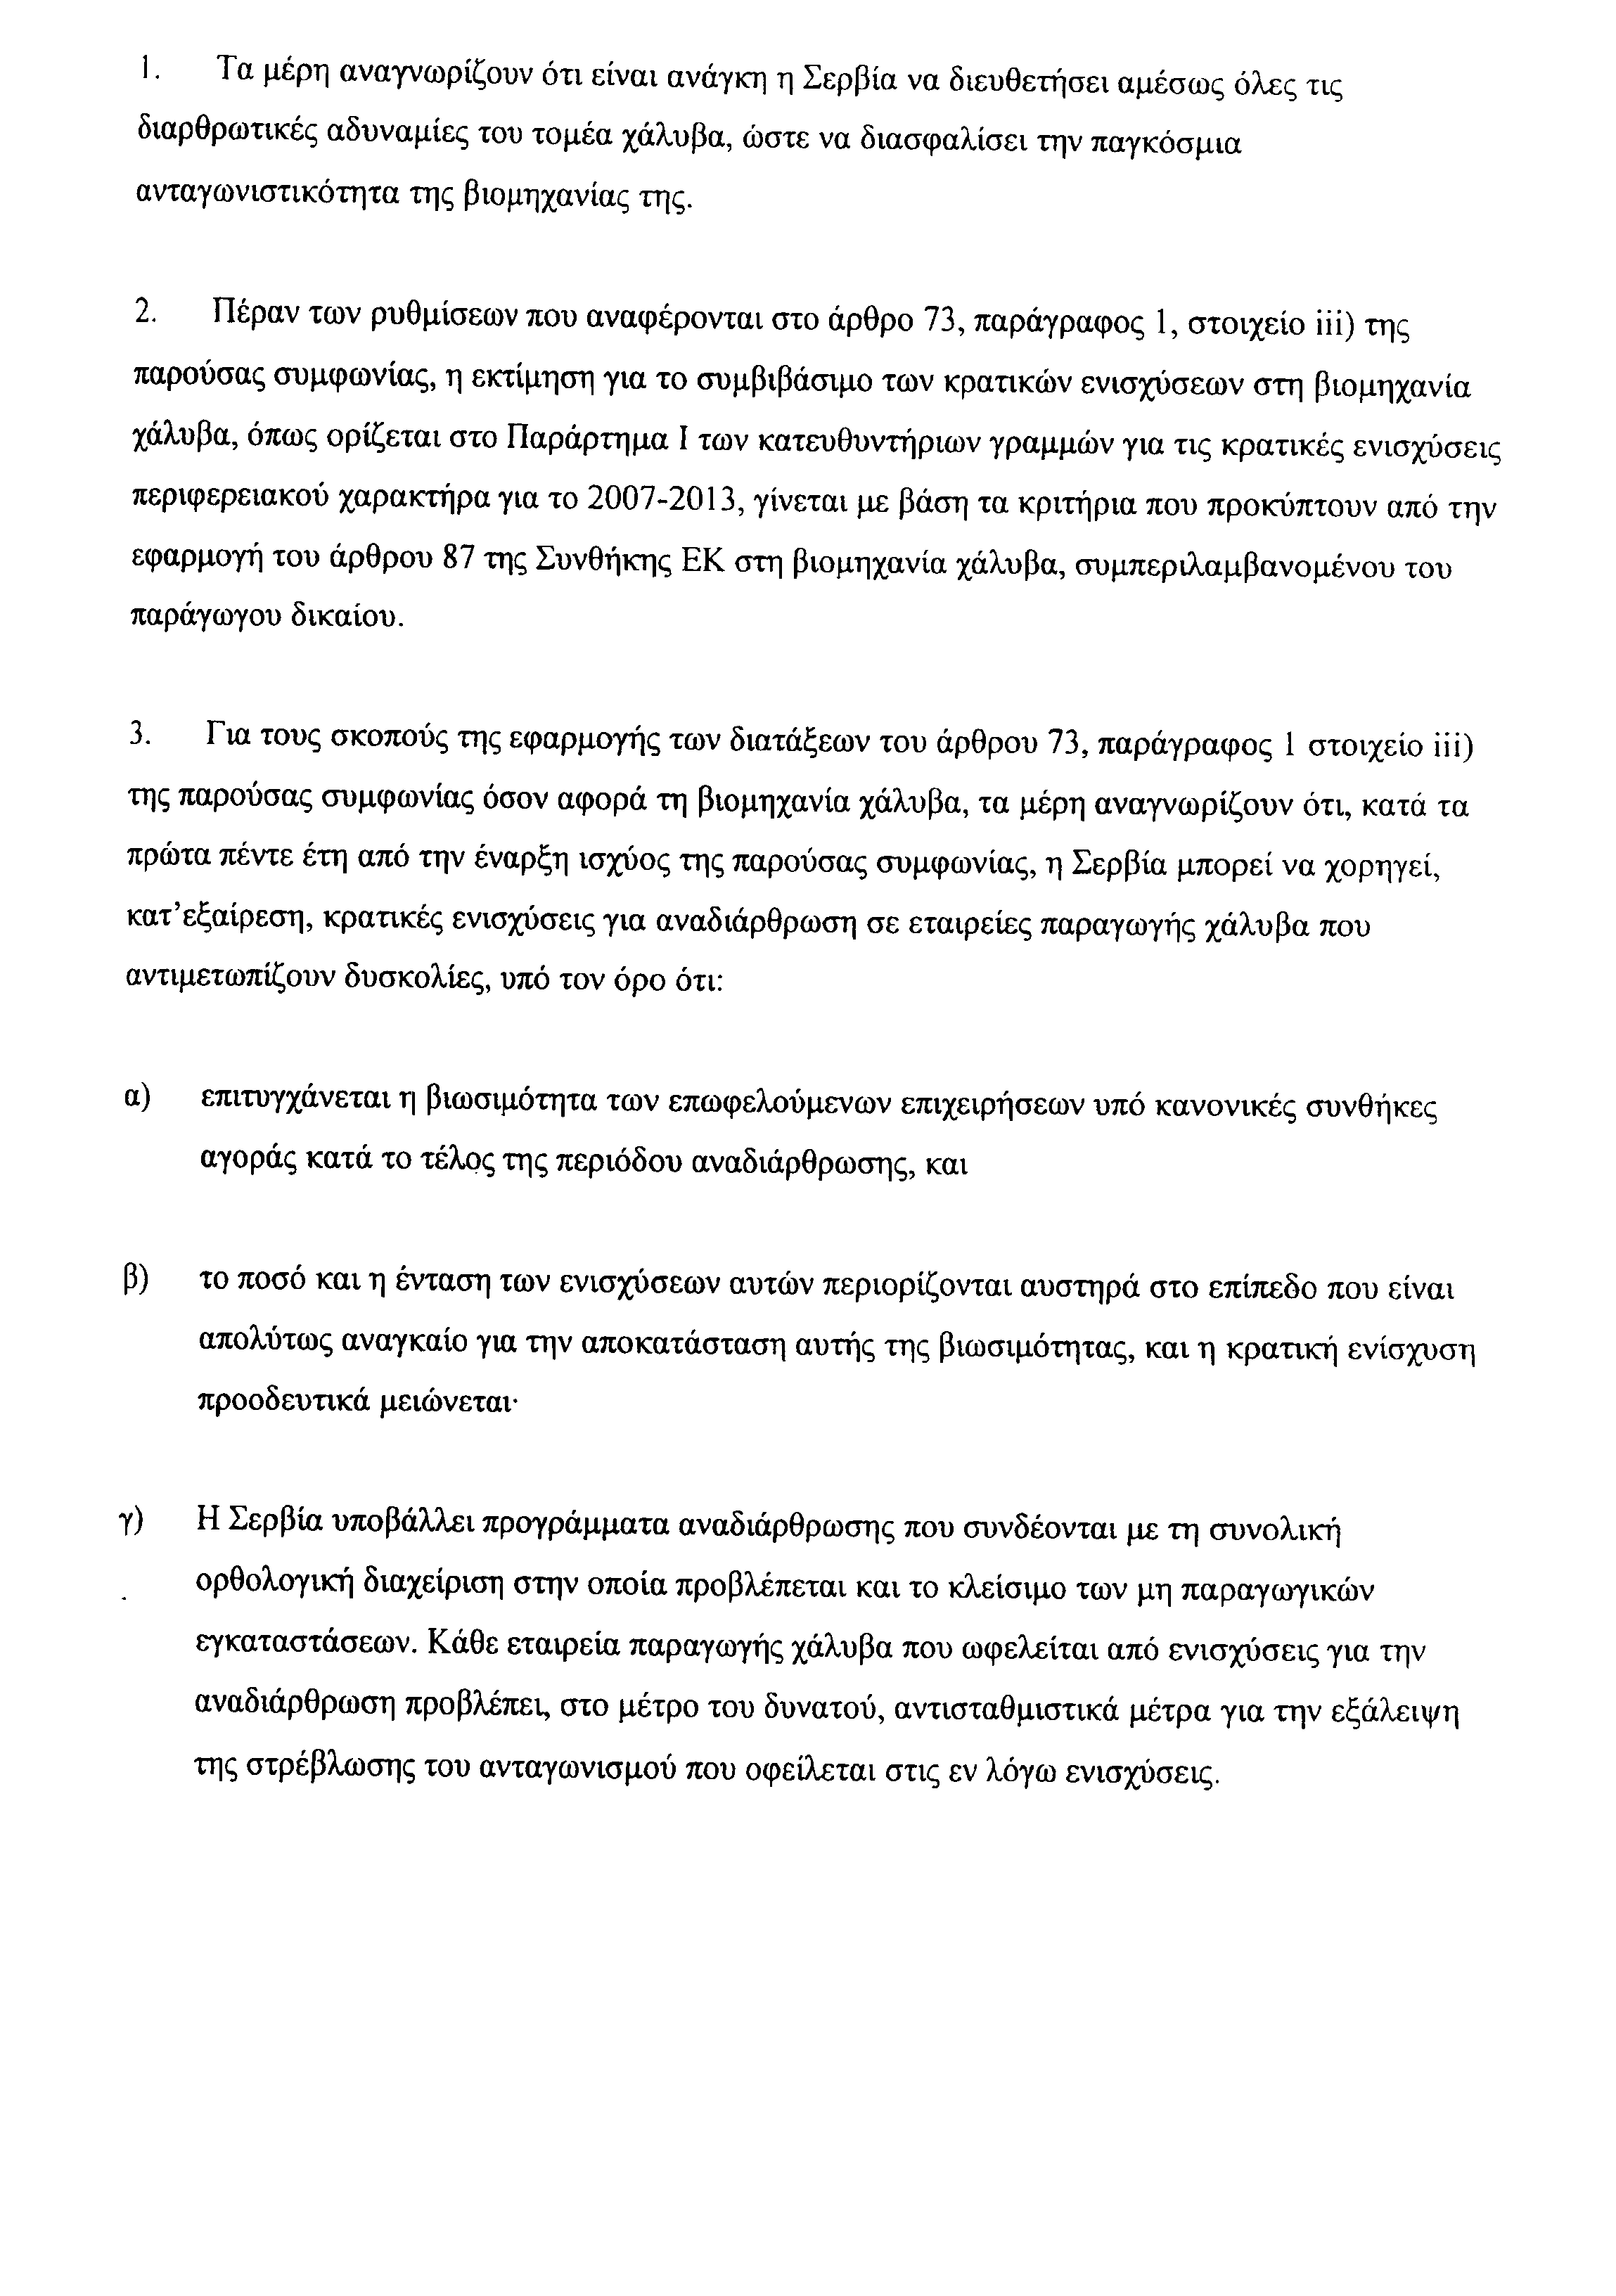 1. Τα μέρη αναγνωρίζουν ότι είναι ανάγκη η Σερβία να διευθετήσει αμέσως όλες τις
διαρθρωτικές αδυναμίες του τομέα χάλυβα, ώστε να διασφαλίσει την παγκόσμια
ανταγωνιστικότητα της βιομηχανίας της.
2. Πέραν των ρυθμίσεων που αναφέρονται στο άρθρο 73, παράγραφος 1, στοιχείο iii) της
παρούσας συμφωνίας, η εκτίμηση για το συμβιβάσιμο των κρατικών ενισχύσεων στη βιομηχανία
χάλυβα, όπως ορίζεται στο Παράρτημα Ι των κατευθυντήριων γραμμών για τις κρατικές ενισχύσεις
περιφερειακού χαρακτήρα για το 2007-2013, γίνεται με βάση τα κριτήρια που προκύπτουν από την
εφαρμογή του άρθρου 87 της Συνθήκης ΕΚ στη βιομηχανία χάλυβα, συμπεριλαμβανομένου του
παράγωγου δικαίου.
3. Για τους σκοπούς της εφαρμογής των διατάξεων του άρθρου 73, παράγραφος 1 στοιχείο iii)
της παρούσας συμφωνίας όσον αφορά τη βιομηχανία χάλυβα, τα μέρη αναγνωρίζουν ότι, κατά τα
πρώτα πέντε έτη από την έναρξη ισχύος της παρούσας συμφωνίας, η Σερβία μπορεί να χορηγεί,
κατ’εξαίρεση, κρατικές ενισχύσεις για αναδιάρθρωση σε εταιρείες παραγωγής χάλυβα που
αντιμετωπίζουν δυσκολίες, υπό τον όρο ότι:
α) επιτυγχάνεται η βιωσιμότητα των επωφελούμενων επιχειρήσεων υπό κανονικές συνθήκες
αγοράς κατά το τέλος της περιόδου αναδιάρθρωσης, και
β) το ποσό και η ένταση των ενισχύσεων αυτών περιορίζονται αυστηρά στο επίπεδο που είναι
απολύτως αναγκαίο για την αποκατάσταση αυτής της βιωσιμότητας, και η κρατική ενίσχυση
προοδευτικά μειώνεται·
γ) Η Σερβία υποβάλλει προγράμματα αναδιάρθρωσης που συνδέονται με τη συνολική
ορθολογική διαχείριση στην οποία προβλέπεται και το κλείσιμο των μη παραγωγικών
εγκαταστάσεων. Κάθε εταιρεία παραγωγής χάλυβα που ωφελείται από ενισχύσεις για την
αναδιάρθρωση προβλέπει, στο μέτρο του δυνατού, αντισταθμιστικά μέτρα για την εξάλειψη
της στρέβλωσης του ανταγωνισμού που οφείλεται στις εν λόγω ενισχύσεις.